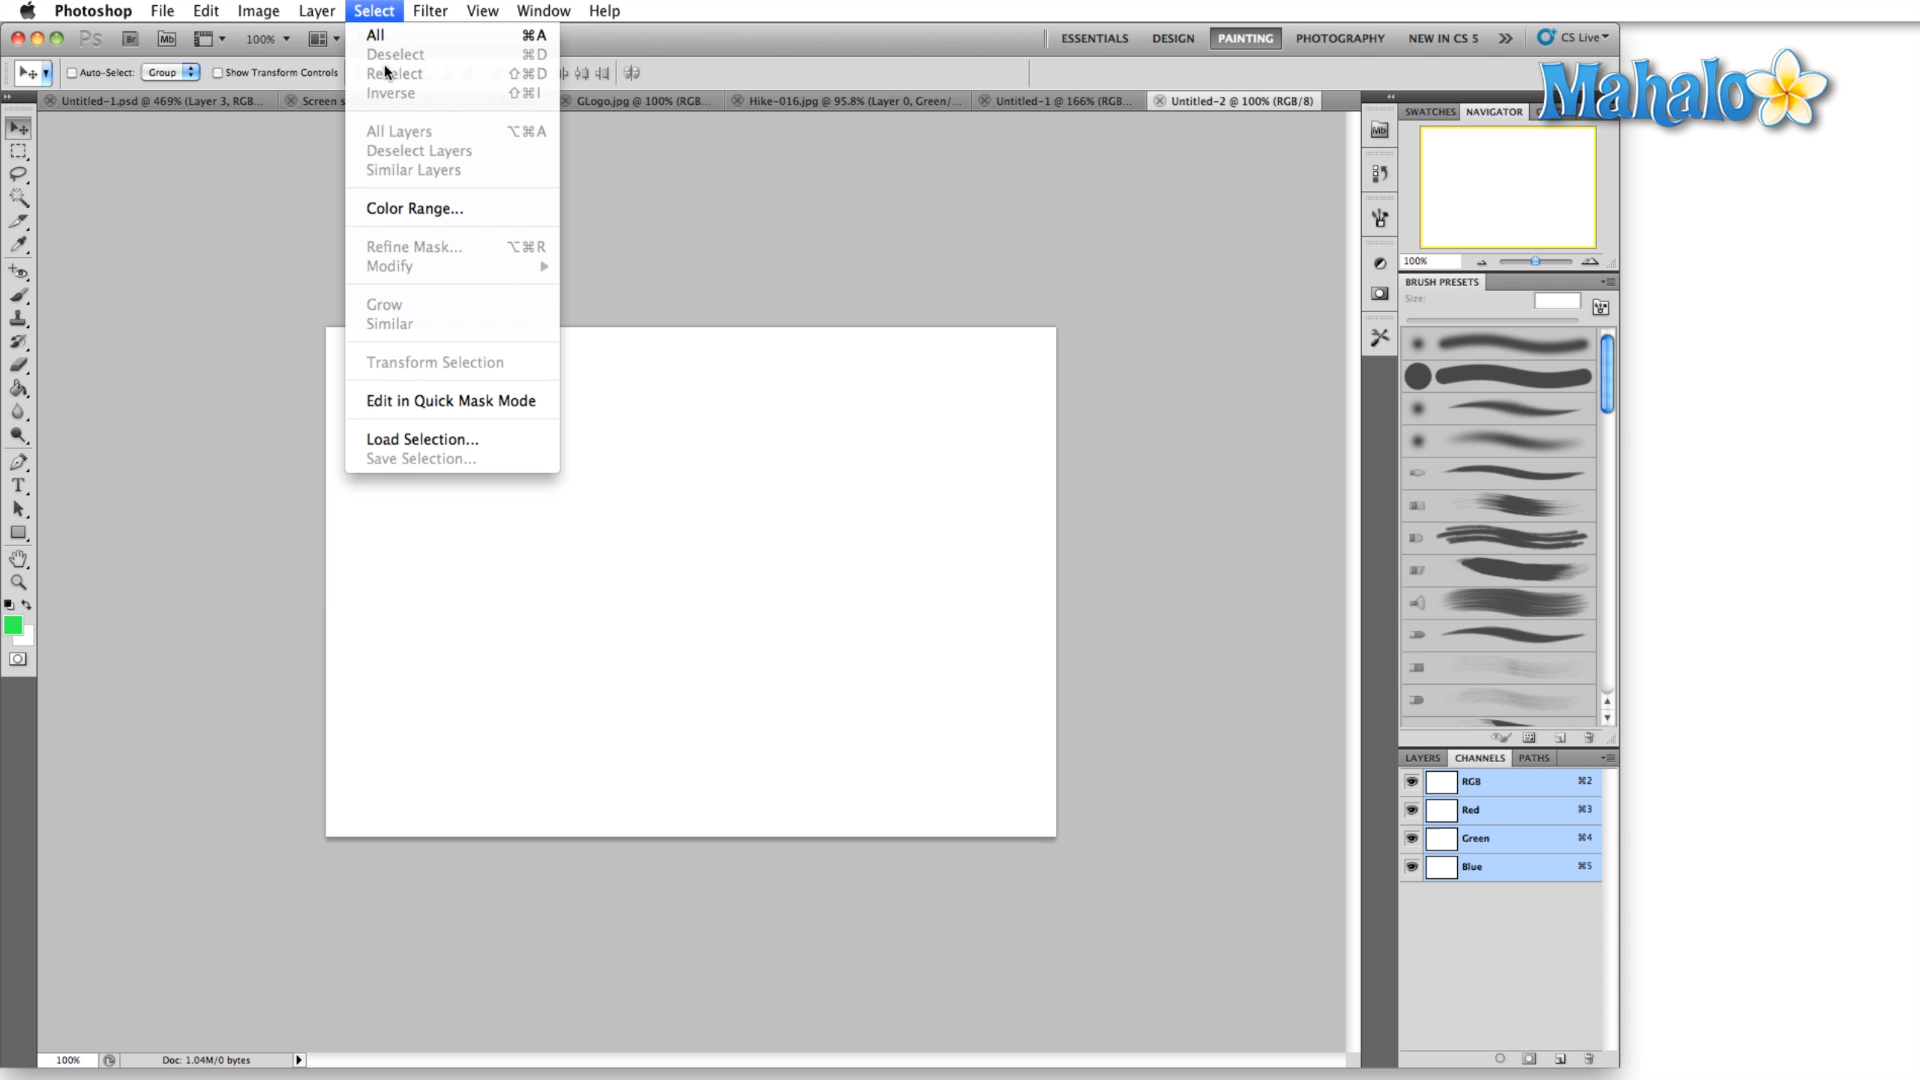 Photoshop File Edit Image Layer Select Filter View Window Help
Ps Br Mb 100% ESSENTIALS DESIGN PAINTING PHOTOGRAPHY NEW IN CS 5 CS Live
Auto-Select: Group Show Transform Controls
Untitled-1.psd @ 469% (Layer 3, RGB... Screen s GLogo.jpg @ 100% (RGB... Hike-016.jpg @ 95.8% (Layer 0, Green/... Untitled-1 @ 166% (RGB... Untitled-2 @ 100% (RGB/8)
All ⌘A
Deselect ⌘D
Reselect ⇧⌘D
Inverse ⇧⌘I
All Layers ⌥⌘A
Deselect Layers
Similar Layers
Color Range...
Refine Mask... ⌥⌘R
Modify
Grow
Similar
Transform Selection
Edit in Quick Mask Mode
Load Selection...
Save Selection...
Mahalo
SWATCHES NAVIGATOR
Mb
100%
BRUSH PRESETS
Size:
LAYERS CHANNELS PATHS
RGB ⌘2
Red ⌘3
Green ⌘4
Blue ⌘5
T
100% Doc: 1.04M/0 bytes